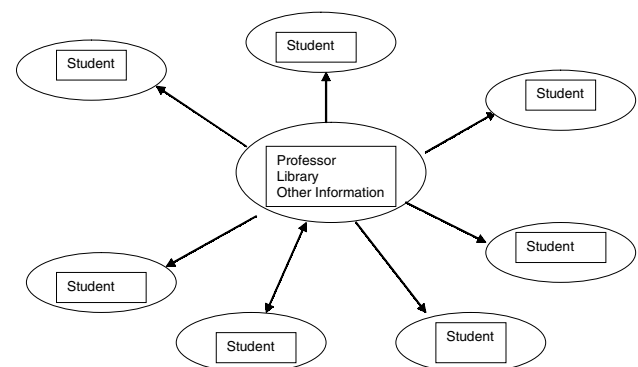 Student
Student
Student
Professor
Library
Other Information
Student
Student
Student
Student